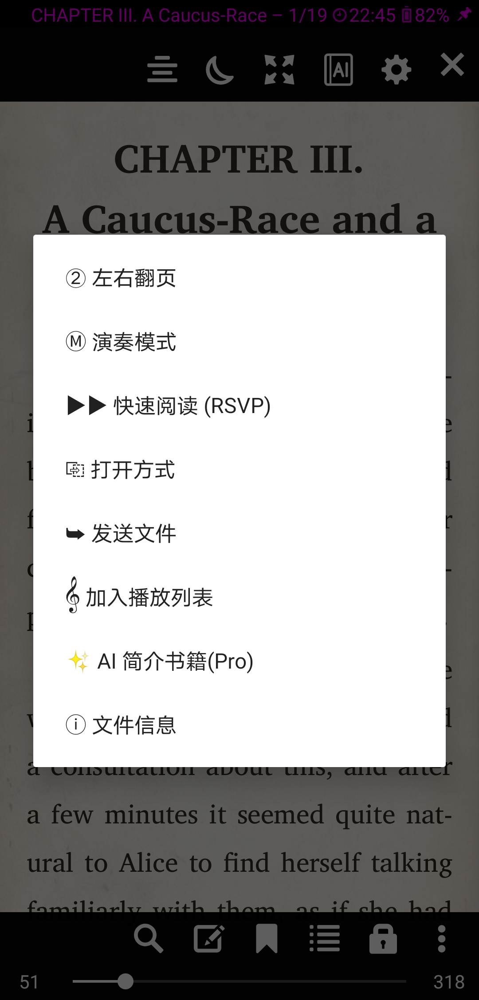 CHAPTER III. A Caucus-Race – 1/19 22:45 82%
AI
CHAPTER III.
A Caucus-Race and a
② 左右翻页
Ⓜ 演奏模式
▶▶ 快速阅读 (RSVP)
打开方式
➥ 发送文件
𝄞 加入播放列表
✨ AI 简介书籍(Pro)
ⓘ 文件信息
a consultation about this, and after
a few minutes it seemed quite nat-
ural to Alice to find herself talking
familiarly with them, as if she had
51
318